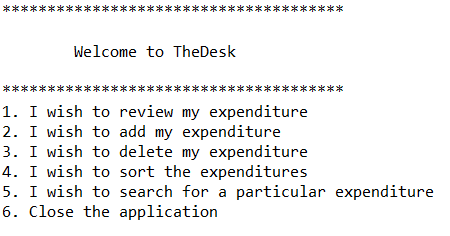 **************************************
Welcome to TheDesk
**************************************
1. I wish to review my expenditure
2. I wish to add my expenditure
3. I wish to delete my expenditure
4. I wish to sort the expenditures
5. I wish to search for a particular expenditure
6. Close the application